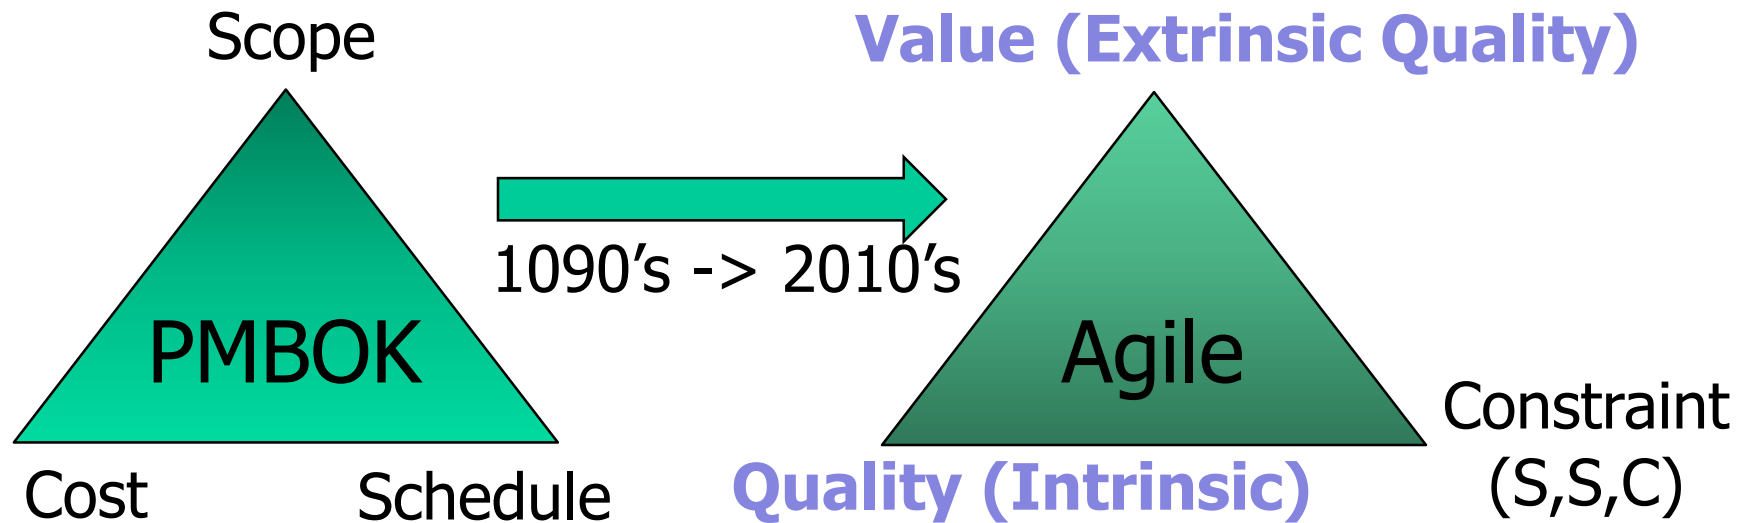 Scope
Value (Extrinsic Quality)
1090’s -> 2010’s
PMBOK
Agile
Cost
Schedule
Quality (Intrinsic)
Constraint
(S,S,C)